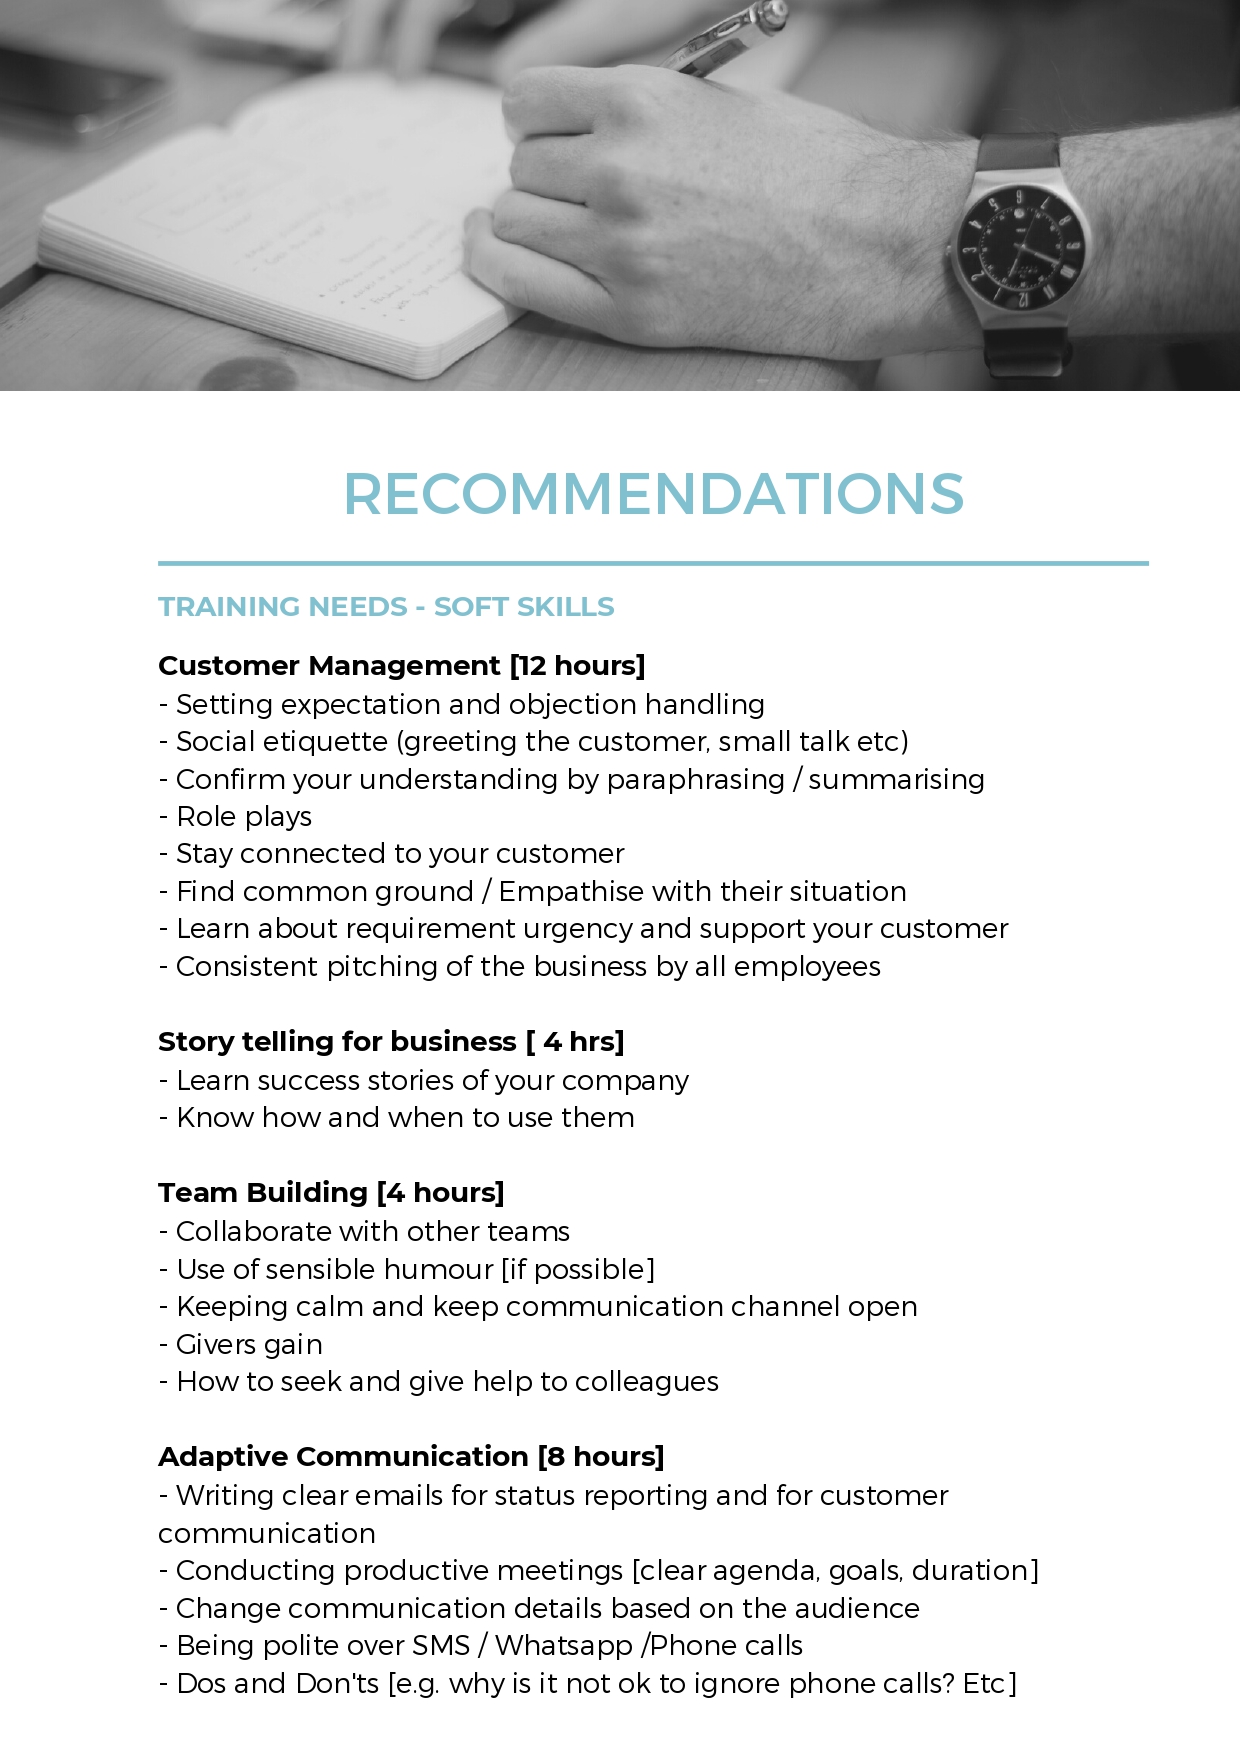 RECOMMENDATIONS
TRAINING NEEDS - SOFT SKILLS
Customer Management [12 hours]
- Setting expectation and objection handling
- Social etiquette (greeting the customer, small talk etc)
- Confirm your understanding by paraphrasing / summarising
- Role plays
- Stay connected to your customer
- Find common ground / Empathise with their situation
- Learn about requirement urgency and support your customer
- Consistent pitching of the business by all employees
Story telling for business [ 4 hrs]
- Learn success stories of your company
- Know how and when to use them
Team Building [4 hours]
- Collaborate with other teams
- Use of sensible humour [if possible]
- Keeping calm and keep communication channel open
- Givers gain
- How to seek and give help to colleagues
Adaptive Communication [8 hours]
- Writing clear emails for status reporting and for customer
communication
- Conducting productive meetings [clear agenda, goals, duration]
- Change communication details based on the audience
- Being polite over SMS / Whatsapp /Phone calls
- Dos and Don'ts [e.g. why is it not ok to ignore phone calls? Etc]